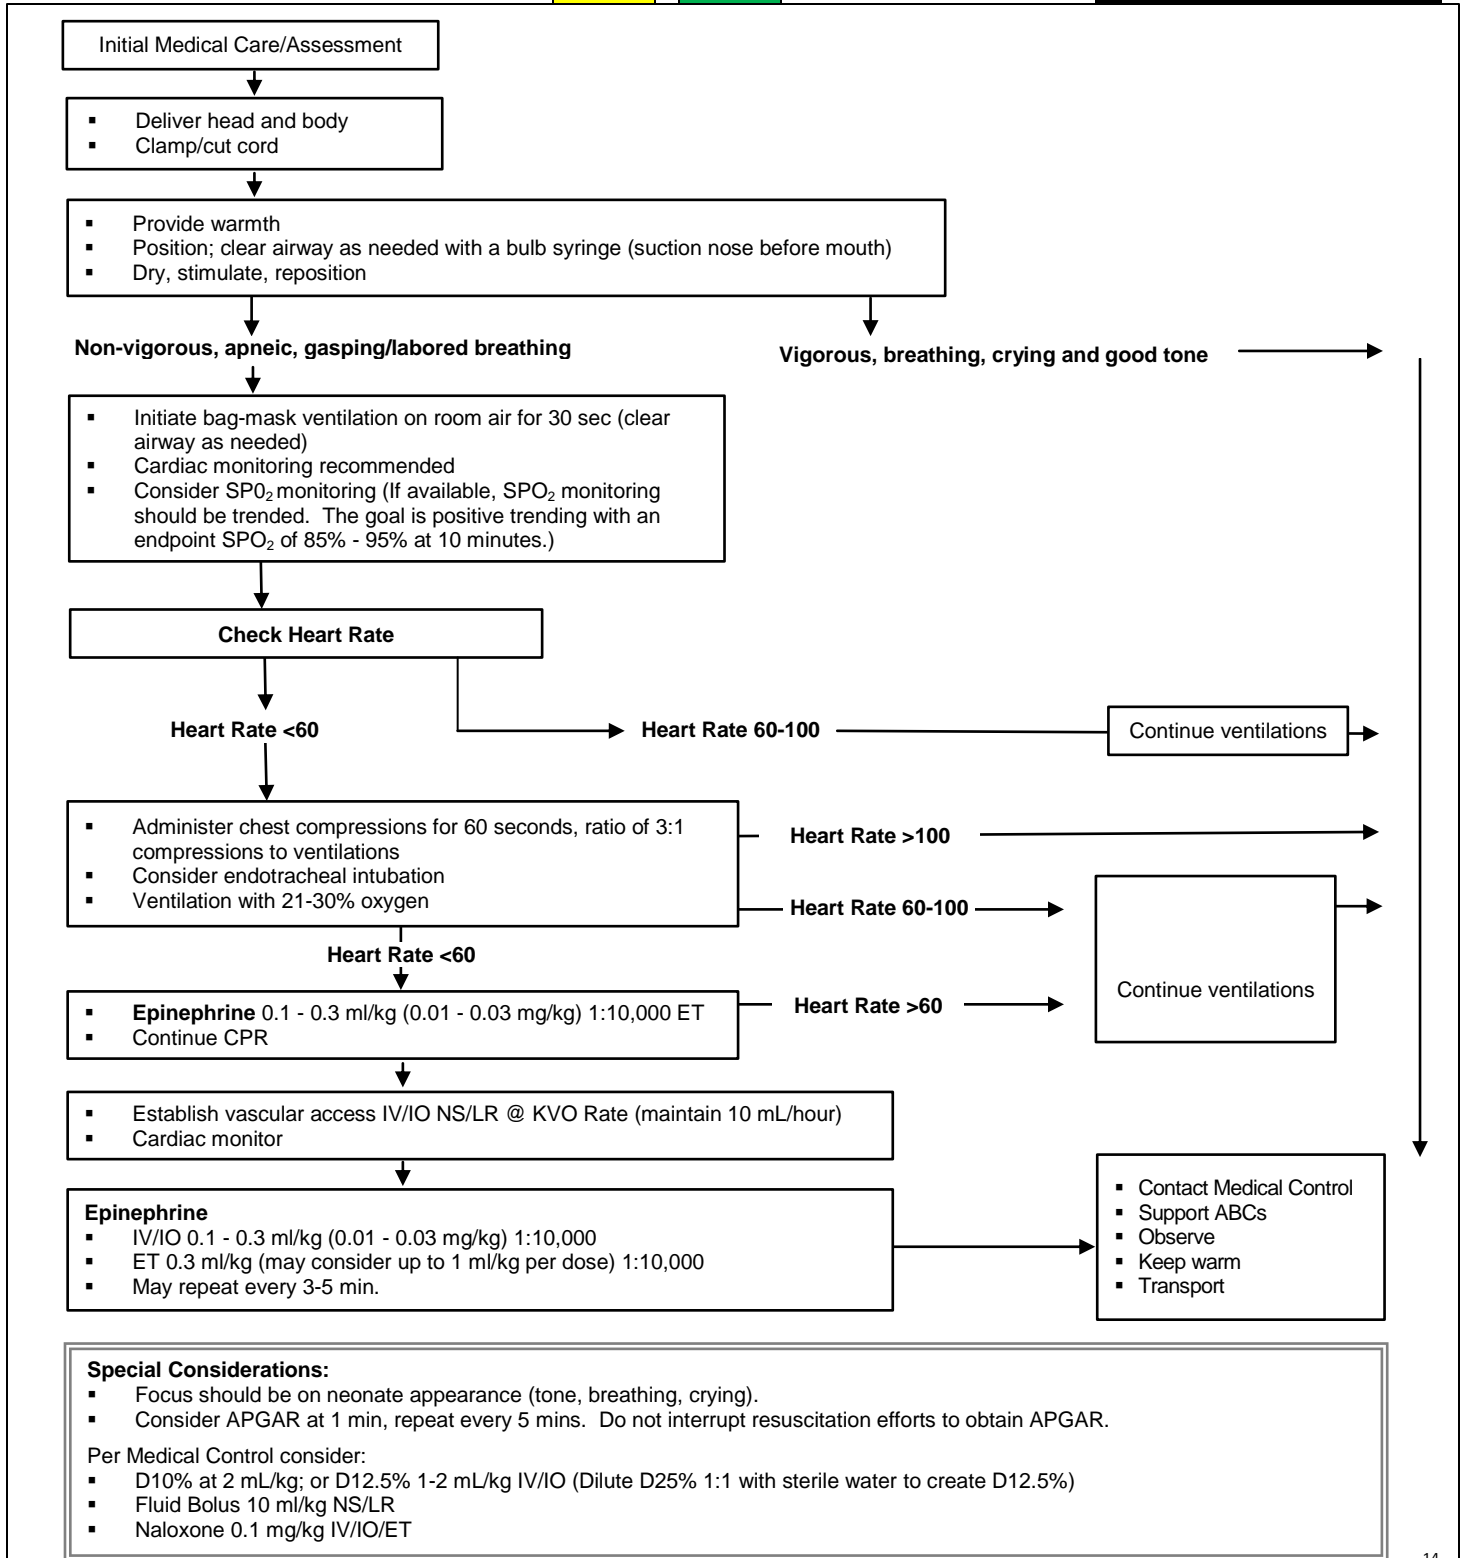 Initial Medical Care/Assessment
▪ Deliver head and body
▪ Clamp/cut cord
▪ Provide warmth
▪ Position; clear airway as needed with a bulb syringe (suction nose before mouth)
▪ Dry, stimulate, reposition
Non-vigorous, apneic, gasping/labored breathing
Vigorous, breathing, crying and good tone
▪ Initiate bag-mask ventilation on room air for 30 sec (clear
airway as needed)
▪ Cardiac monitoring recommended
▪ Consider SP0₂ monitoring (If available, SPO₂ monitoring
should be trended. The goal is positive trending with an
endpoint SPO₂ of 85% - 95% at 10 minutes.)
Check Heart Rate
Heart Rate <60
Heart Rate 60-100
Continue ventilations
▪ Administer chest compressions for 60 seconds, ratio of 3:1
compressions to ventilations
▪ Consider endotracheal intubation
▪ Ventilation with 21-30% oxygen
Heart Rate >100
Heart Rate 60-100
Heart Rate <60
▪ Epinephrine 0.1 - 0.3 ml/kg (0.01 - 0.03 mg/kg) 1:10,000 ET
▪ Continue CPR
Heart Rate >60
Continue ventilations
▪ Establish vascular access IV/IO NS/LR @ KVO Rate (maintain 10 mL/hour)
▪ Cardiac monitor
Epinephrine
▪ IV/IO 0.1 - 0.3 ml/kg (0.01 - 0.03 mg/kg) 1:10,000
▪ ET 0.3 ml/kg (may consider up to 1 ml/kg per dose) 1:10,000
▪ May repeat every 3-5 min.
▪ Contact Medical Control
▪ Support ABCs
▪ Observe
▪ Keep warm
▪ Transport
Special Considerations:
▪ Focus should be on neonate appearance (tone, breathing, crying).
▪ Consider APGAR at 1 min, repeat every 5 mins. Do not interrupt resuscitation efforts to obtain APGAR.
Per Medical Control consider:
▪ D10% at 2 mL/kg; or D12.5% 1-2 mL/kg IV/IO (Dilute D25% 1:1 with sterile water to create D12.5%)
▪ Fluid Bolus 10 ml/kg NS/LR
▪ Naloxone 0.1 mg/kg IV/IO/ET